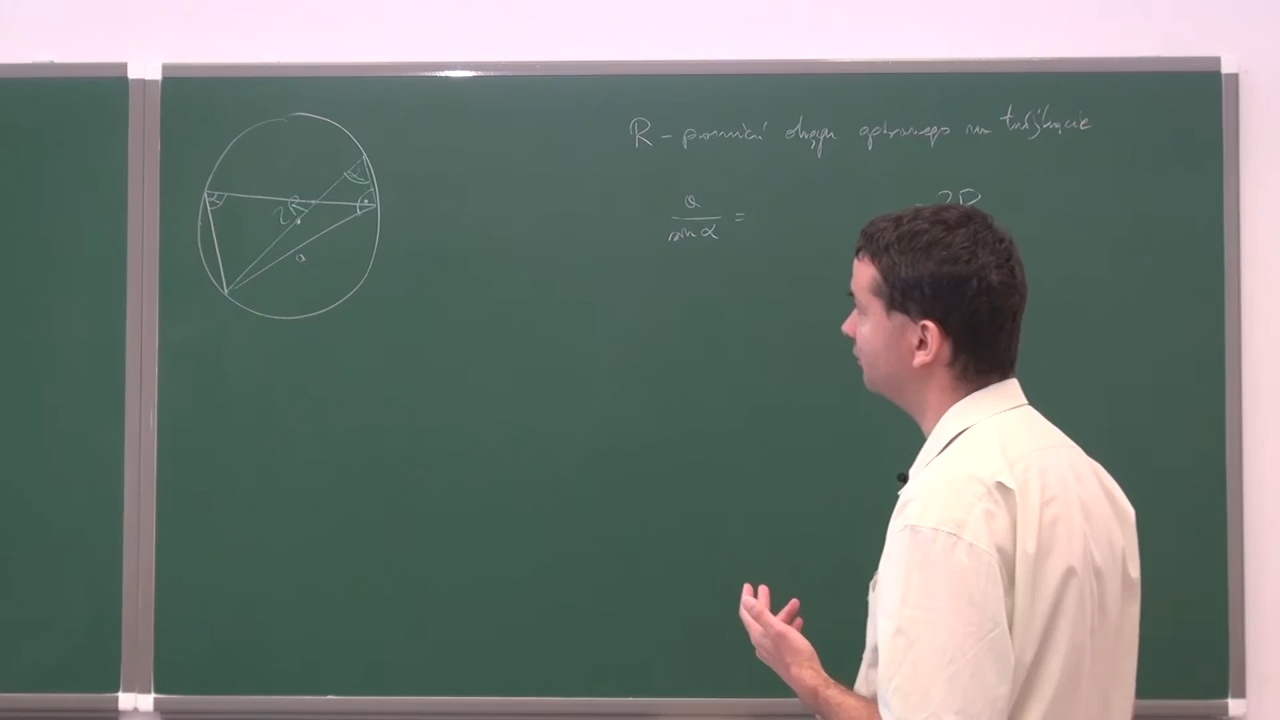 R - promień okręgu opisanego na trójkącie
a/sin α = = 2R
α
α
2R
a